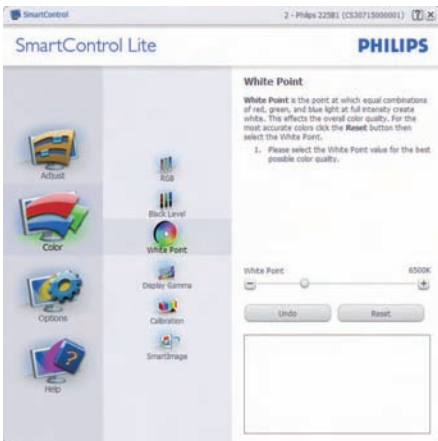 SmartControl
2 - Philips 225B1 (CS30715000001)
SmartControl Lite
PHILIPS
Adjust
Color
Options
Help
RGB
Black Level
White Point
Display Gamma
Calibration
SmartImage
White Point
White Point is the point at which equal combinations
of red, green, and blue light at full intensity create
white. This effects the overall color quality. For the
most accurate colors click the Reset button then
select the White Point.
1. Please select the White Point value for the best
possible color quality.
White Point 6500K
Undo Reset